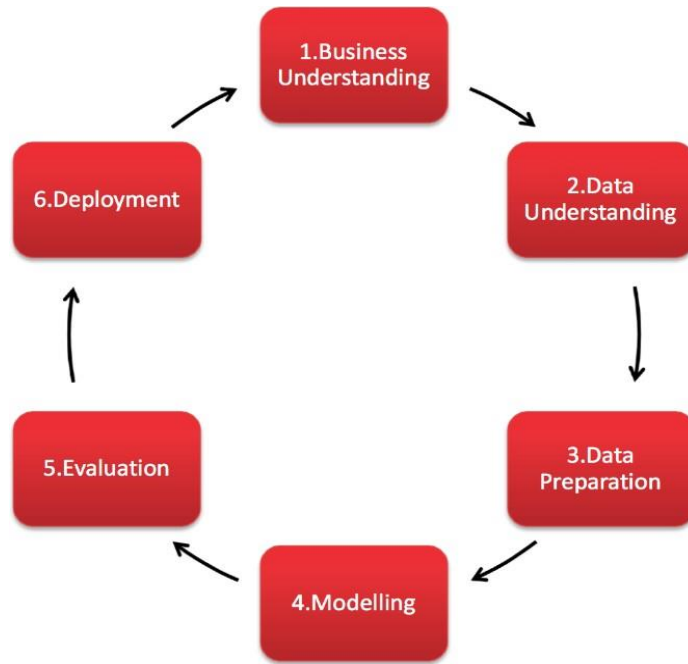 1.Business
Understanding
2.Data
Understanding
3.Data
Preparation
4.Modelling
5.Evaluation
6.Deployment